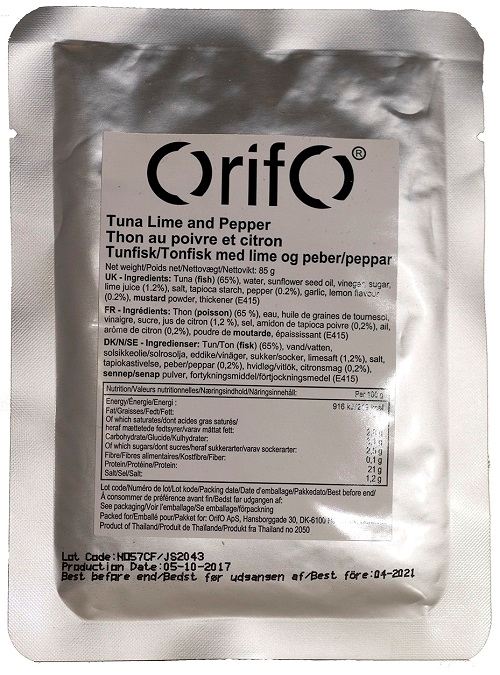 OrifO®
Tuna Lime and Pepper
Thon au poivre et citron
Tunfisk/Tonfisk med lime og peber/peppar
Net weight/Poids net/Nettovægt/Nettovikt: 85 g
UK - Ingredients: Tuna (fish) (65%), water, sunflower seed oil, vinegar, sugar,
lime juice (1.2%), salt, tapioca starch, pepper (0.2%), garlic, lemon flavour
(0.2%), mustard powder, thickener (E415)
FR - Ingrédients: Thon (poisson) (65 %), eau, huile de graines de tournesol,
vinaigre, sucre, jus de citron (1,2 %), sel, amidon de tapioca poivre (0,2%), ail,
arôme de citron (0,2%), poudre de moutarde, épaississant (E415)
DK/N/SE - Ingredienser: Tun/Ton (fisk) (65%), vand/vatten,
solsikkeolie/solrosolja, eddike/vinäger, sukker/socker, limesaft (1,2%), salt,
tapiokastivelse, peber/peppar (0,2%), hvidløg/vitlök, citronsmag (0,2%),
sennep/senap pulver, fortykningsmiddel/förtjockningsmedel (E415)
Nutrition/Valeurs nutritionnelles/Næringsindhold/Näringsinnehåll: Per 100 g
Energy/Énergie/Energi: 916 kJ/
Fat/Graisses/Fedt/Fett:
Of which saturates/dont acides gras saturés/
heraf mættetede fedtsyrer/varav mättat fett:
Carbohydrate/Glucide/Kulhydrater:
Of which sugars/dont sucres/heraf sukkerarter/varav sockerarter: 2,5g
Fibre/Fibres alimentaires/Kostfibre/Fiber: 0,1 g
Protein/Protéine/Protein: 21 g
Salt/Sel/Salt: 1,2 g
Lot code/Numéro de lot/Lot kode/Packing date/Date d'emballage/Pakkedato/Best before end/
À consommer de préférence avant fin/Bedst før udgangen af:
See packaging/Voir l'emballage/Se emballage/förpackning
Packed for/Emballé pour/Pakket for: OrifO ApS, Hansborggade 30, DK-6100
Product of Thailand/Produit de Thaïlande/Produkt fra Thailand no 2050
Lot Code:N057CF/JS2043
Production Date:05-10-2017
Best before end/Bedst før udgangen af/Best före:04-2021